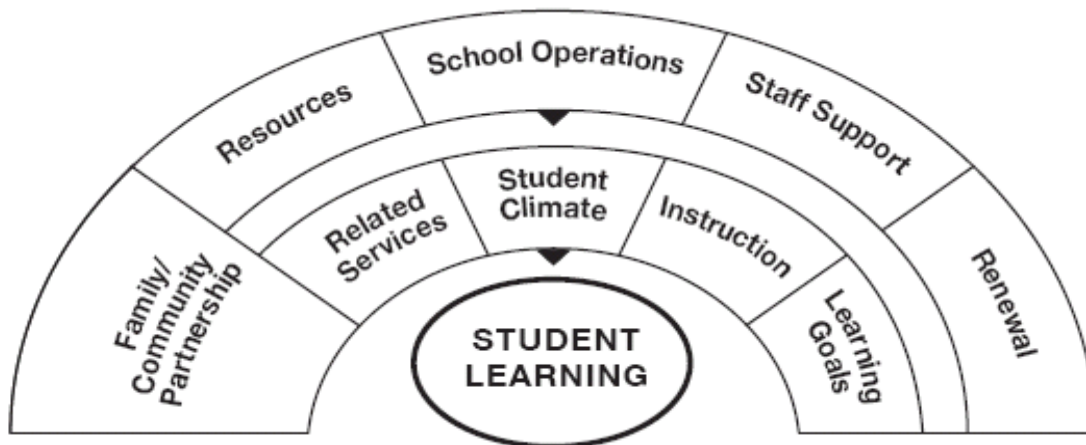 Resources
School Operations
Staff Support
Renewal
Family/
Community
Partnership
Related
Services
Student
Climate
Instruction
Learning
Goals
STUDENT
LEARNING